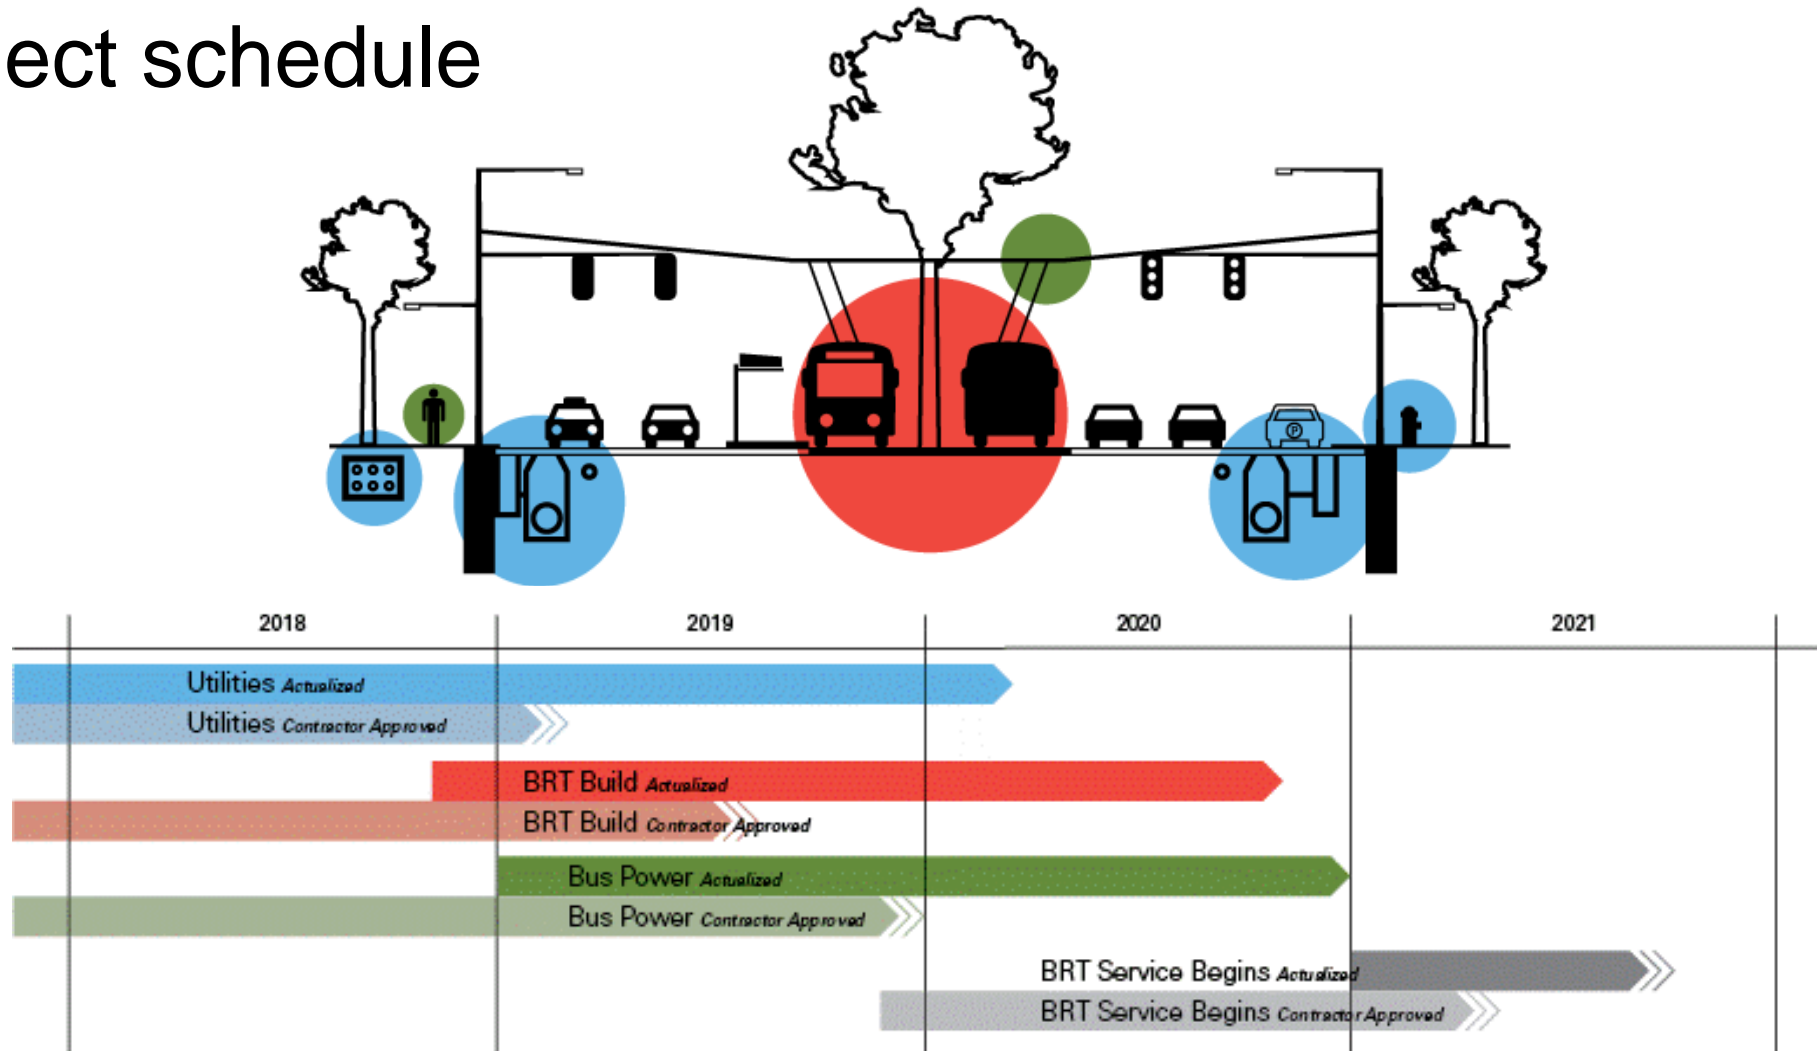 ect schedule
P
2018 2019 2020 2021
Utilities Actualized
Utilities Contractor Approved
BRT Build Actualized
BRT Build Contractor Approved
Bus Power Actualized
Bus Power Contractor Approved
BRT Service Begins Actualized
BRT Service Begins Contractor Approved